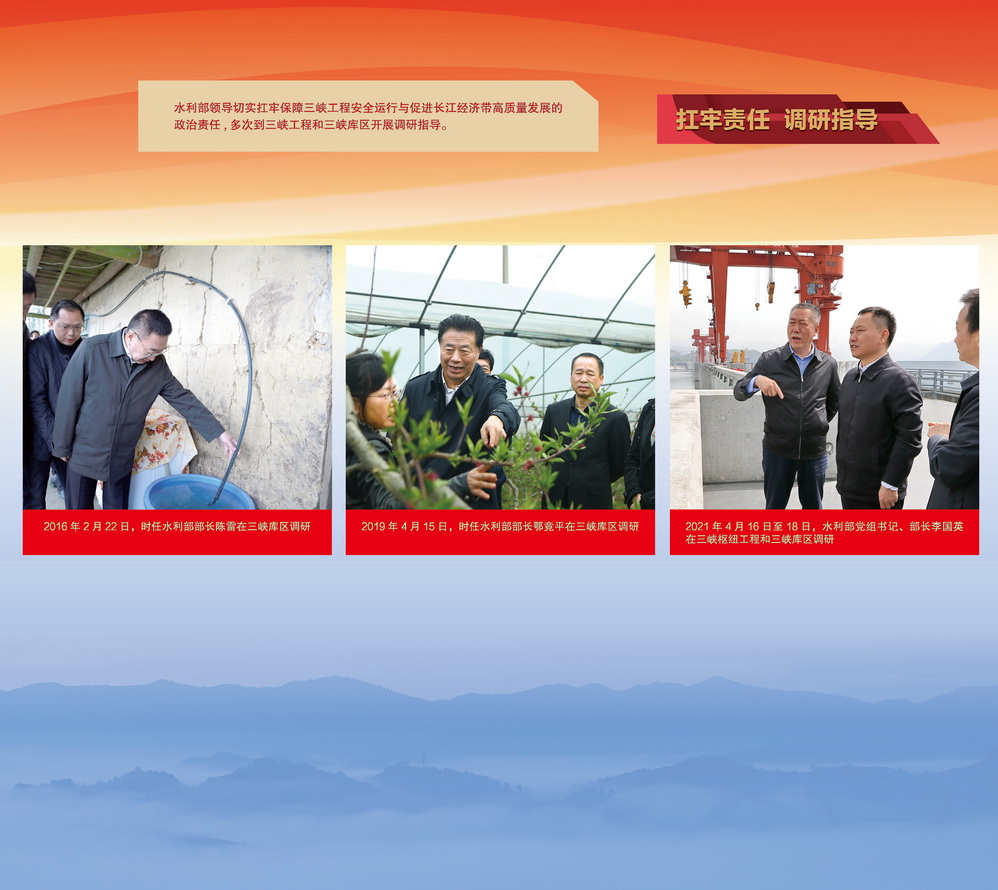 水利部领导切实扛牢保障三峡工程安全运行与促进长江经济带高质量发展的
政治责任，多次到三峡工程和三峡库区开展调研指导。
扛牢责任 调研指导
2016 年 2 月 22 日，时任水利部部长陈雷在三峡库区调研
2019 年 4 月 15 日，时任水利部部长鄂竟平在三峡库区调研
2021 年 4 月 16 日至 18 日，水利部党组书记、部长李国英
在三峡枢纽工程和三峡库区调研